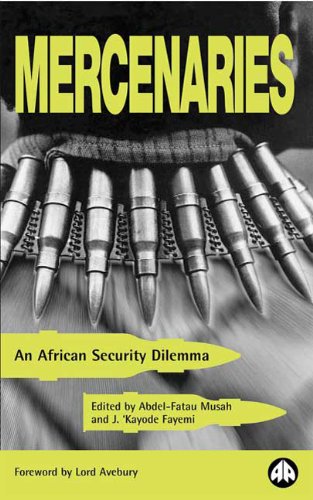 MERCENARIES
An African Security Dilemma
Edited by Abdel-Fatau Musah
and J. 'Kayode Fayemi
Foreword by Lord Avebury